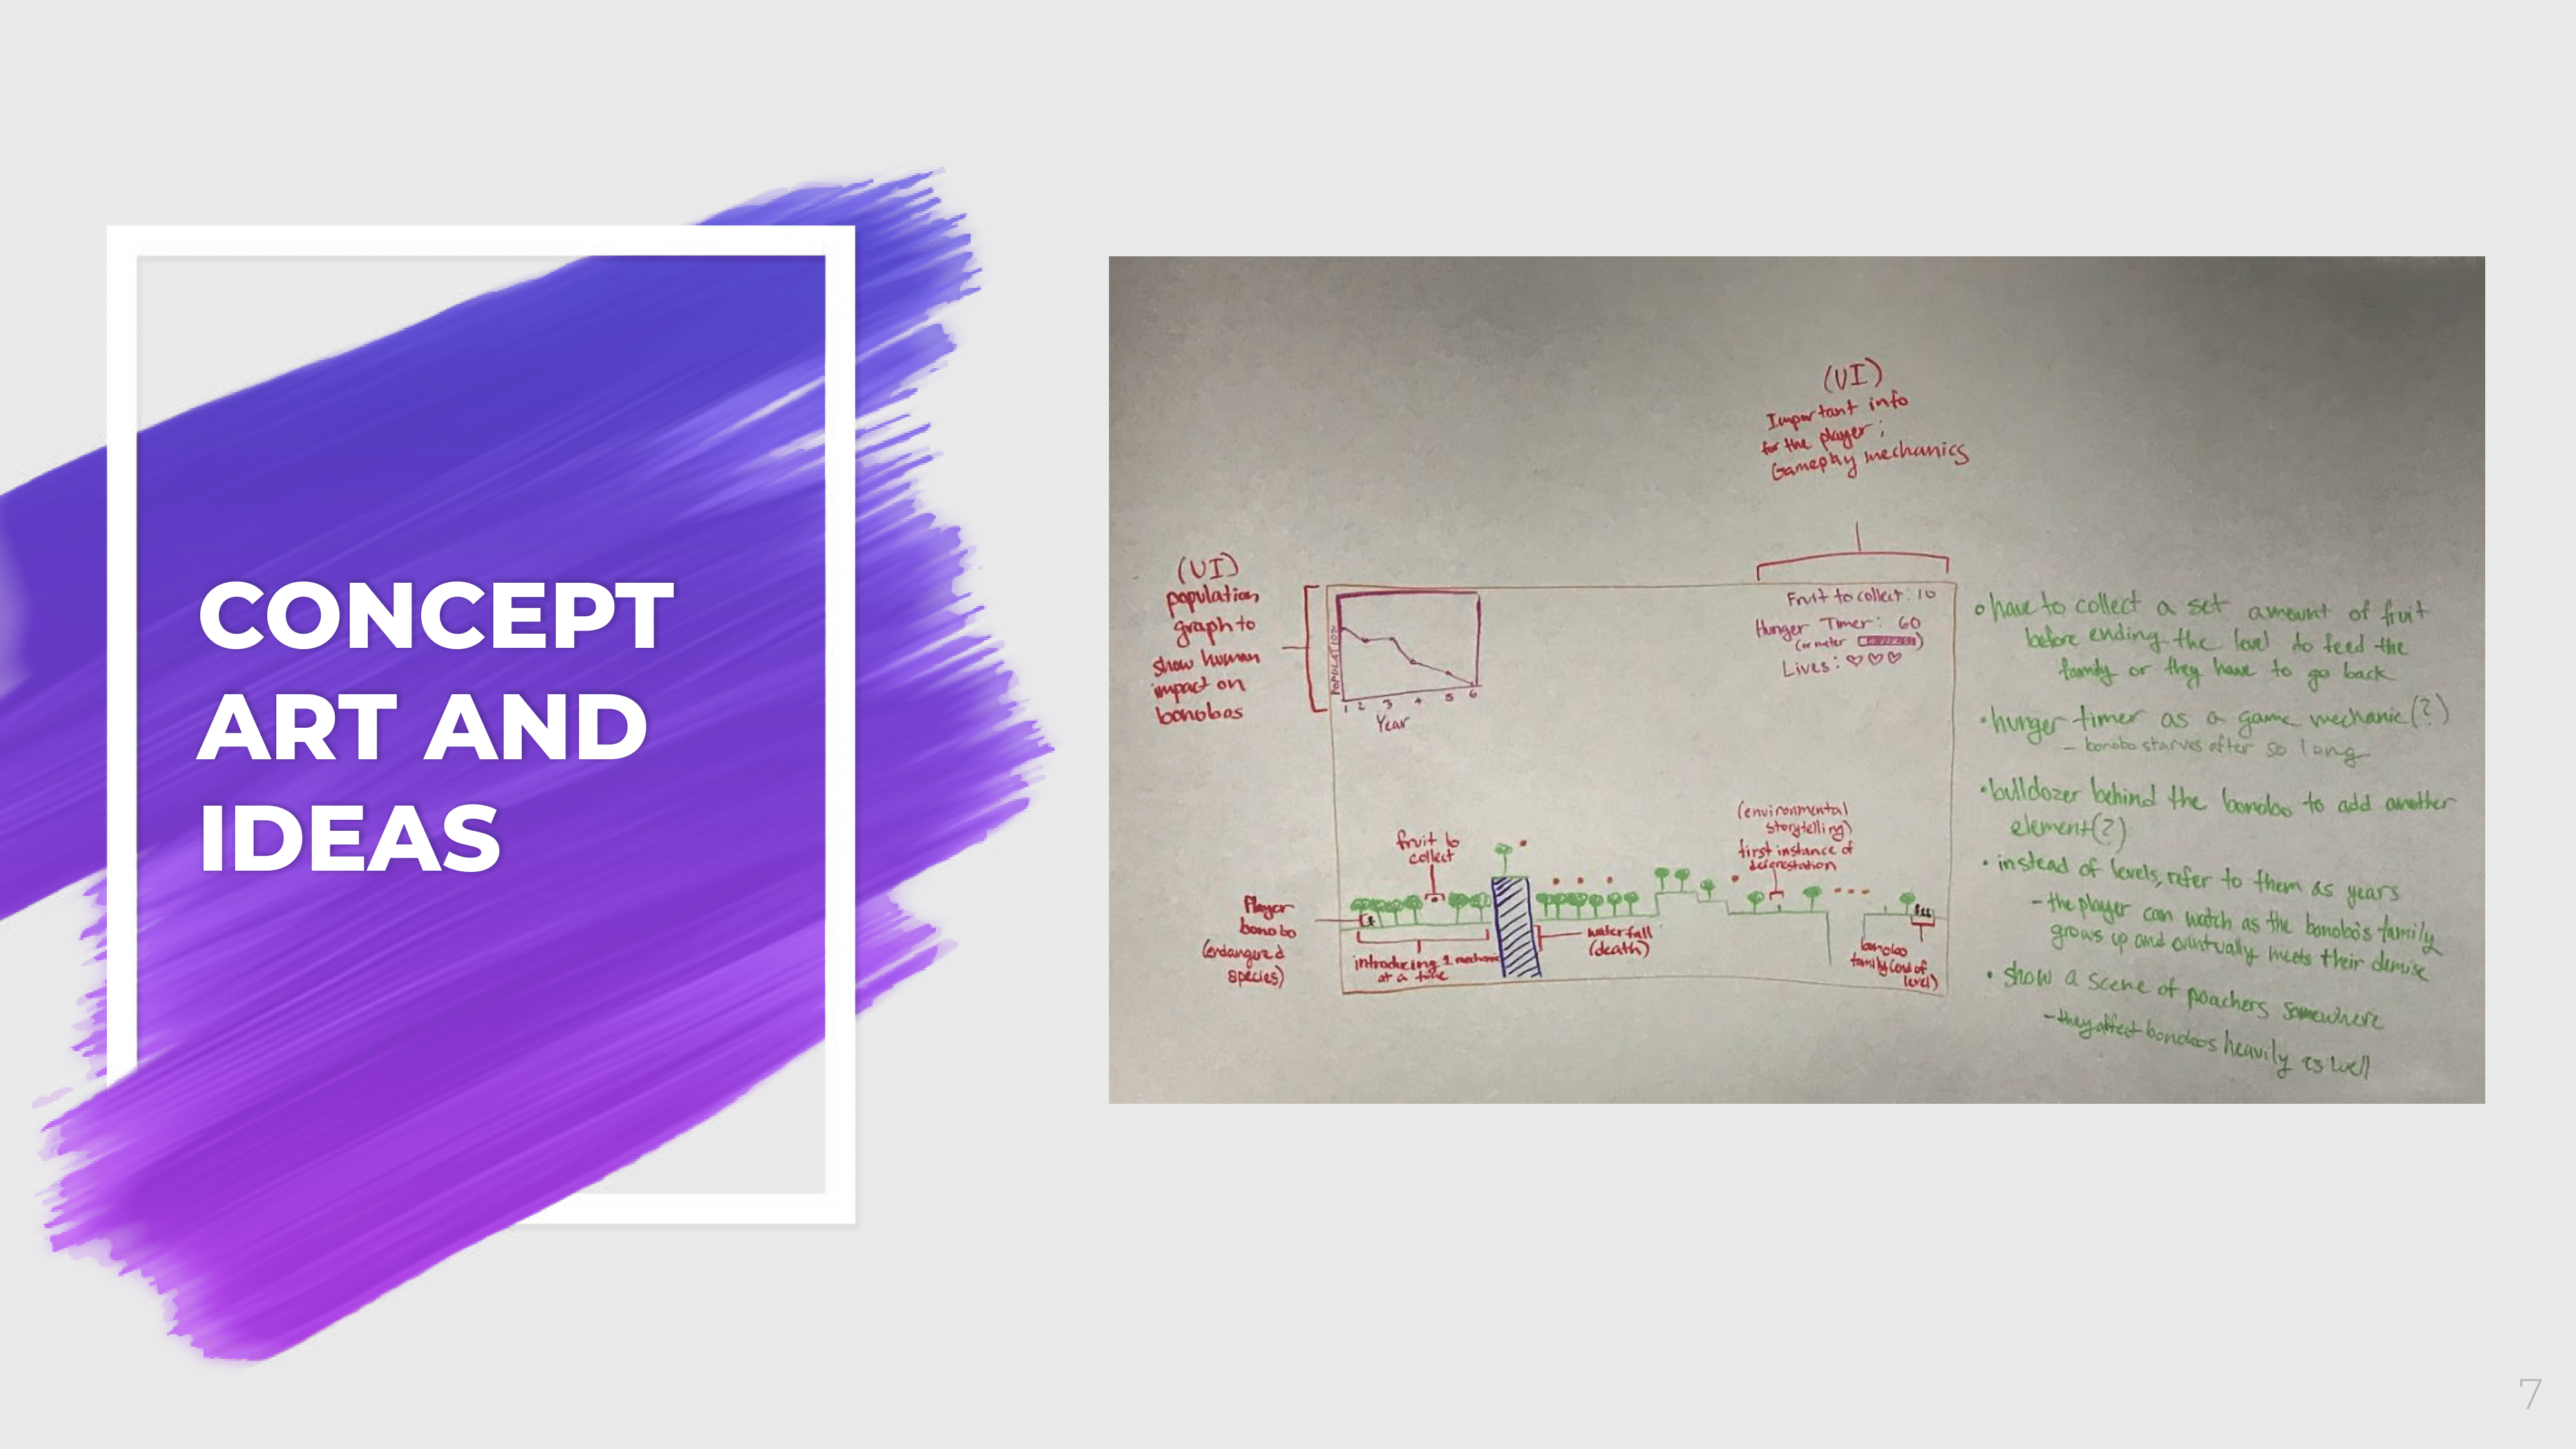 CONCEPT
ART AND
IDEAS
(UI)
Important info
for the player;
Gameplay mechanics
(UI)
population
graph to
show human
impact on
bonobos
POPULATION
1 2 3 4 5 6
Year
Fruit to collect: 10
Hunger Timer: 60
(or meter )
Lives: ♡♡♡
fruit to
collect
(environmental
storytelling)
first instance of
deforestation
Player
bonobo
(endangered
species)
introducing 1 mechanic
at a time
waterfall
(death)
bonobo
family (end of
level)
• have to collect a set amount of fruit
before ending the level to feed the
family or they have to go back
• hunger timer as a game mechanic(?)
- bonobo starves after so long
• bulldozer behind the bonobo to add another
element(?)
• instead of levels, refer to them as years
- the player can watch as the bonobo's family
grows up and eventually meets their demise
• show a scene of poachers somewhere
- they affect bonobos heavily as well
7